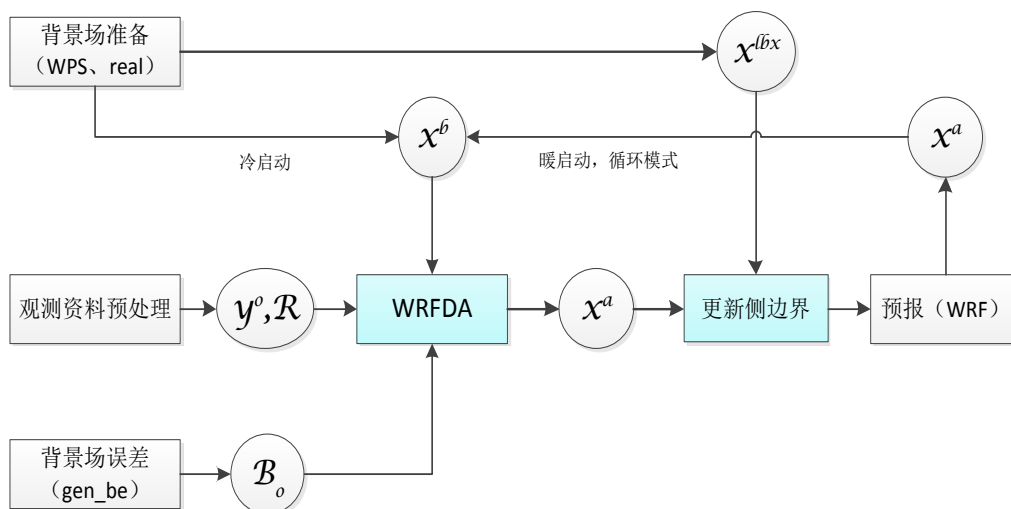 背景场准备
（WPS、real）
x^{lbx}
x^b
x^a
冷启动
暖启动，循环模式
观测资料预处理
y^o,R
WRFDA
x^a
更新侧边界
预报（WRF）
背景场误差
（gen_be）
B_o